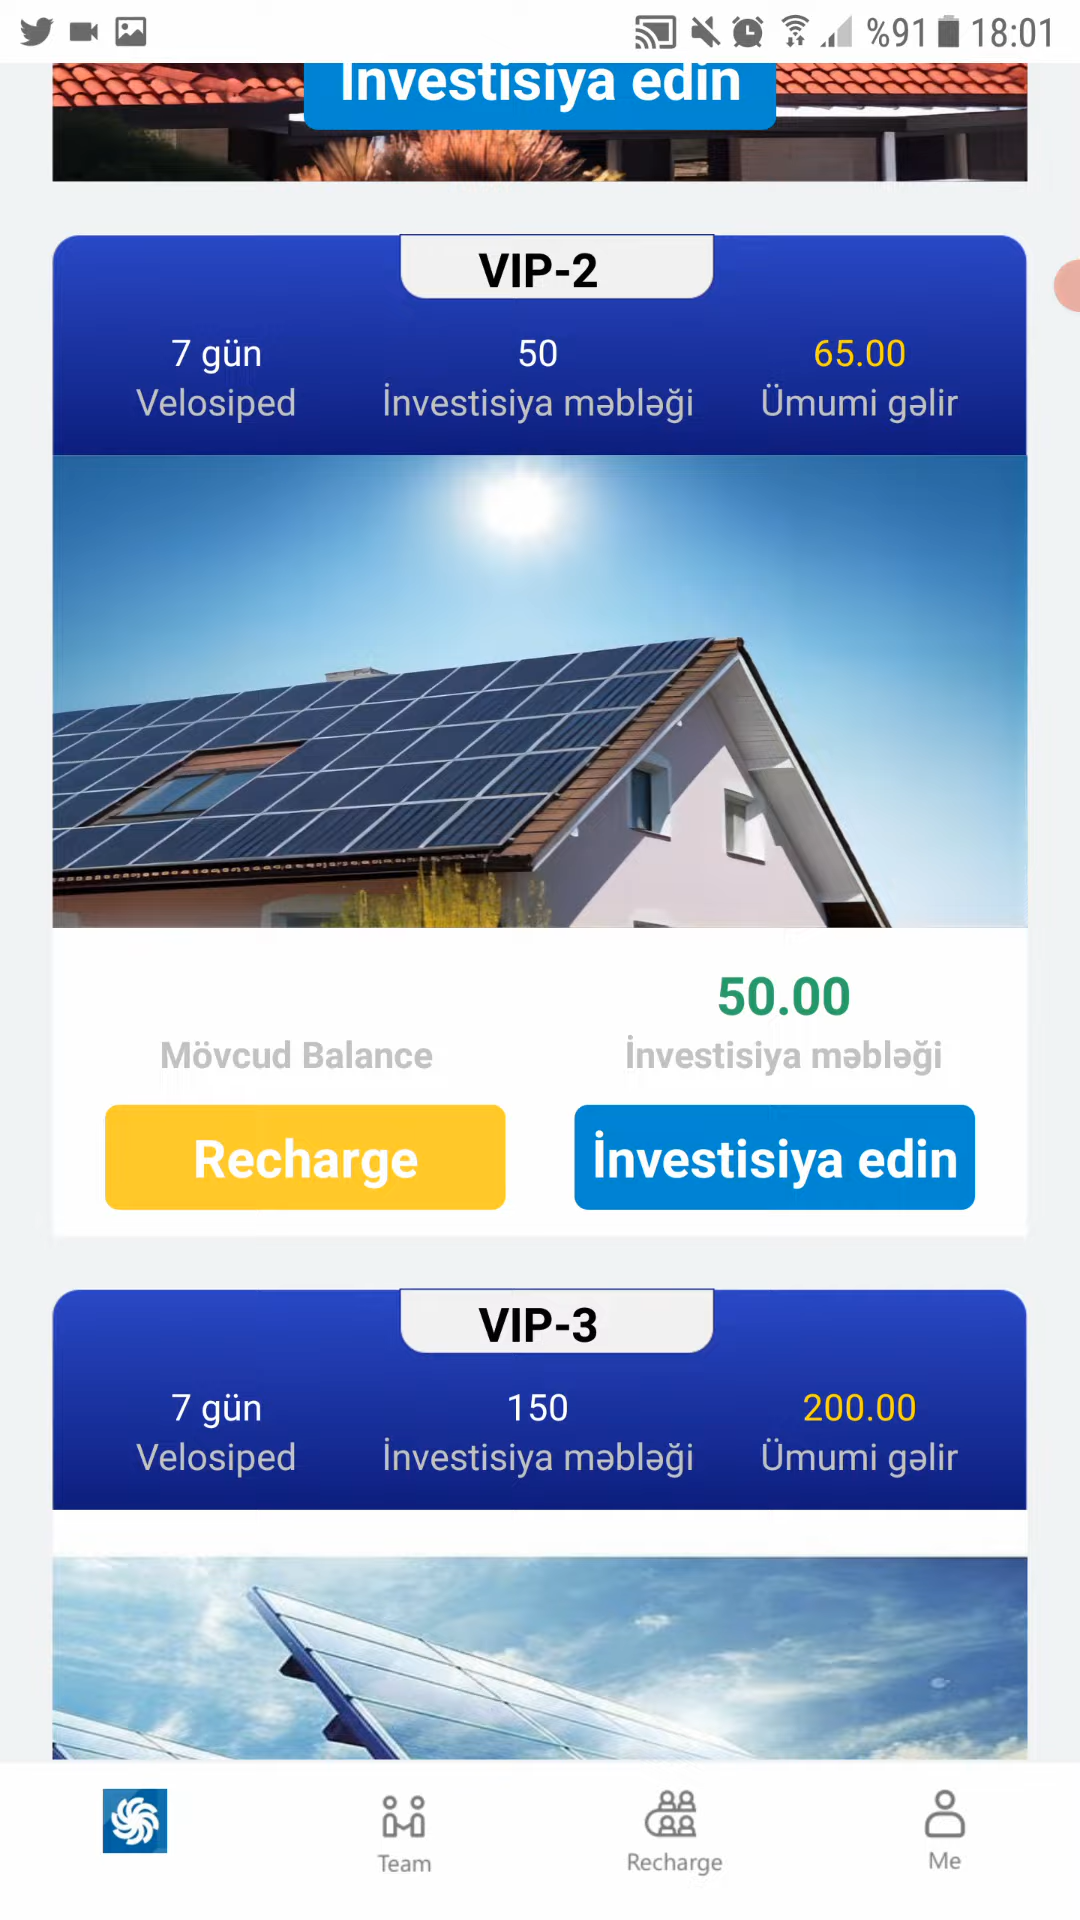 %91 18:01
İnvestisiya edin
VIP-2
7 gün 50 65.00
Velosiped İnvestisiya məbləği Ümumi gəlir
50.00
Mövcud Balance İnvestisiya məbləği
Recharge İnvestisiya edin
VIP-3
7 gün 150 200.00
Velosiped İnvestisiya məbləği Ümumi gəlir
Team Recharge Me